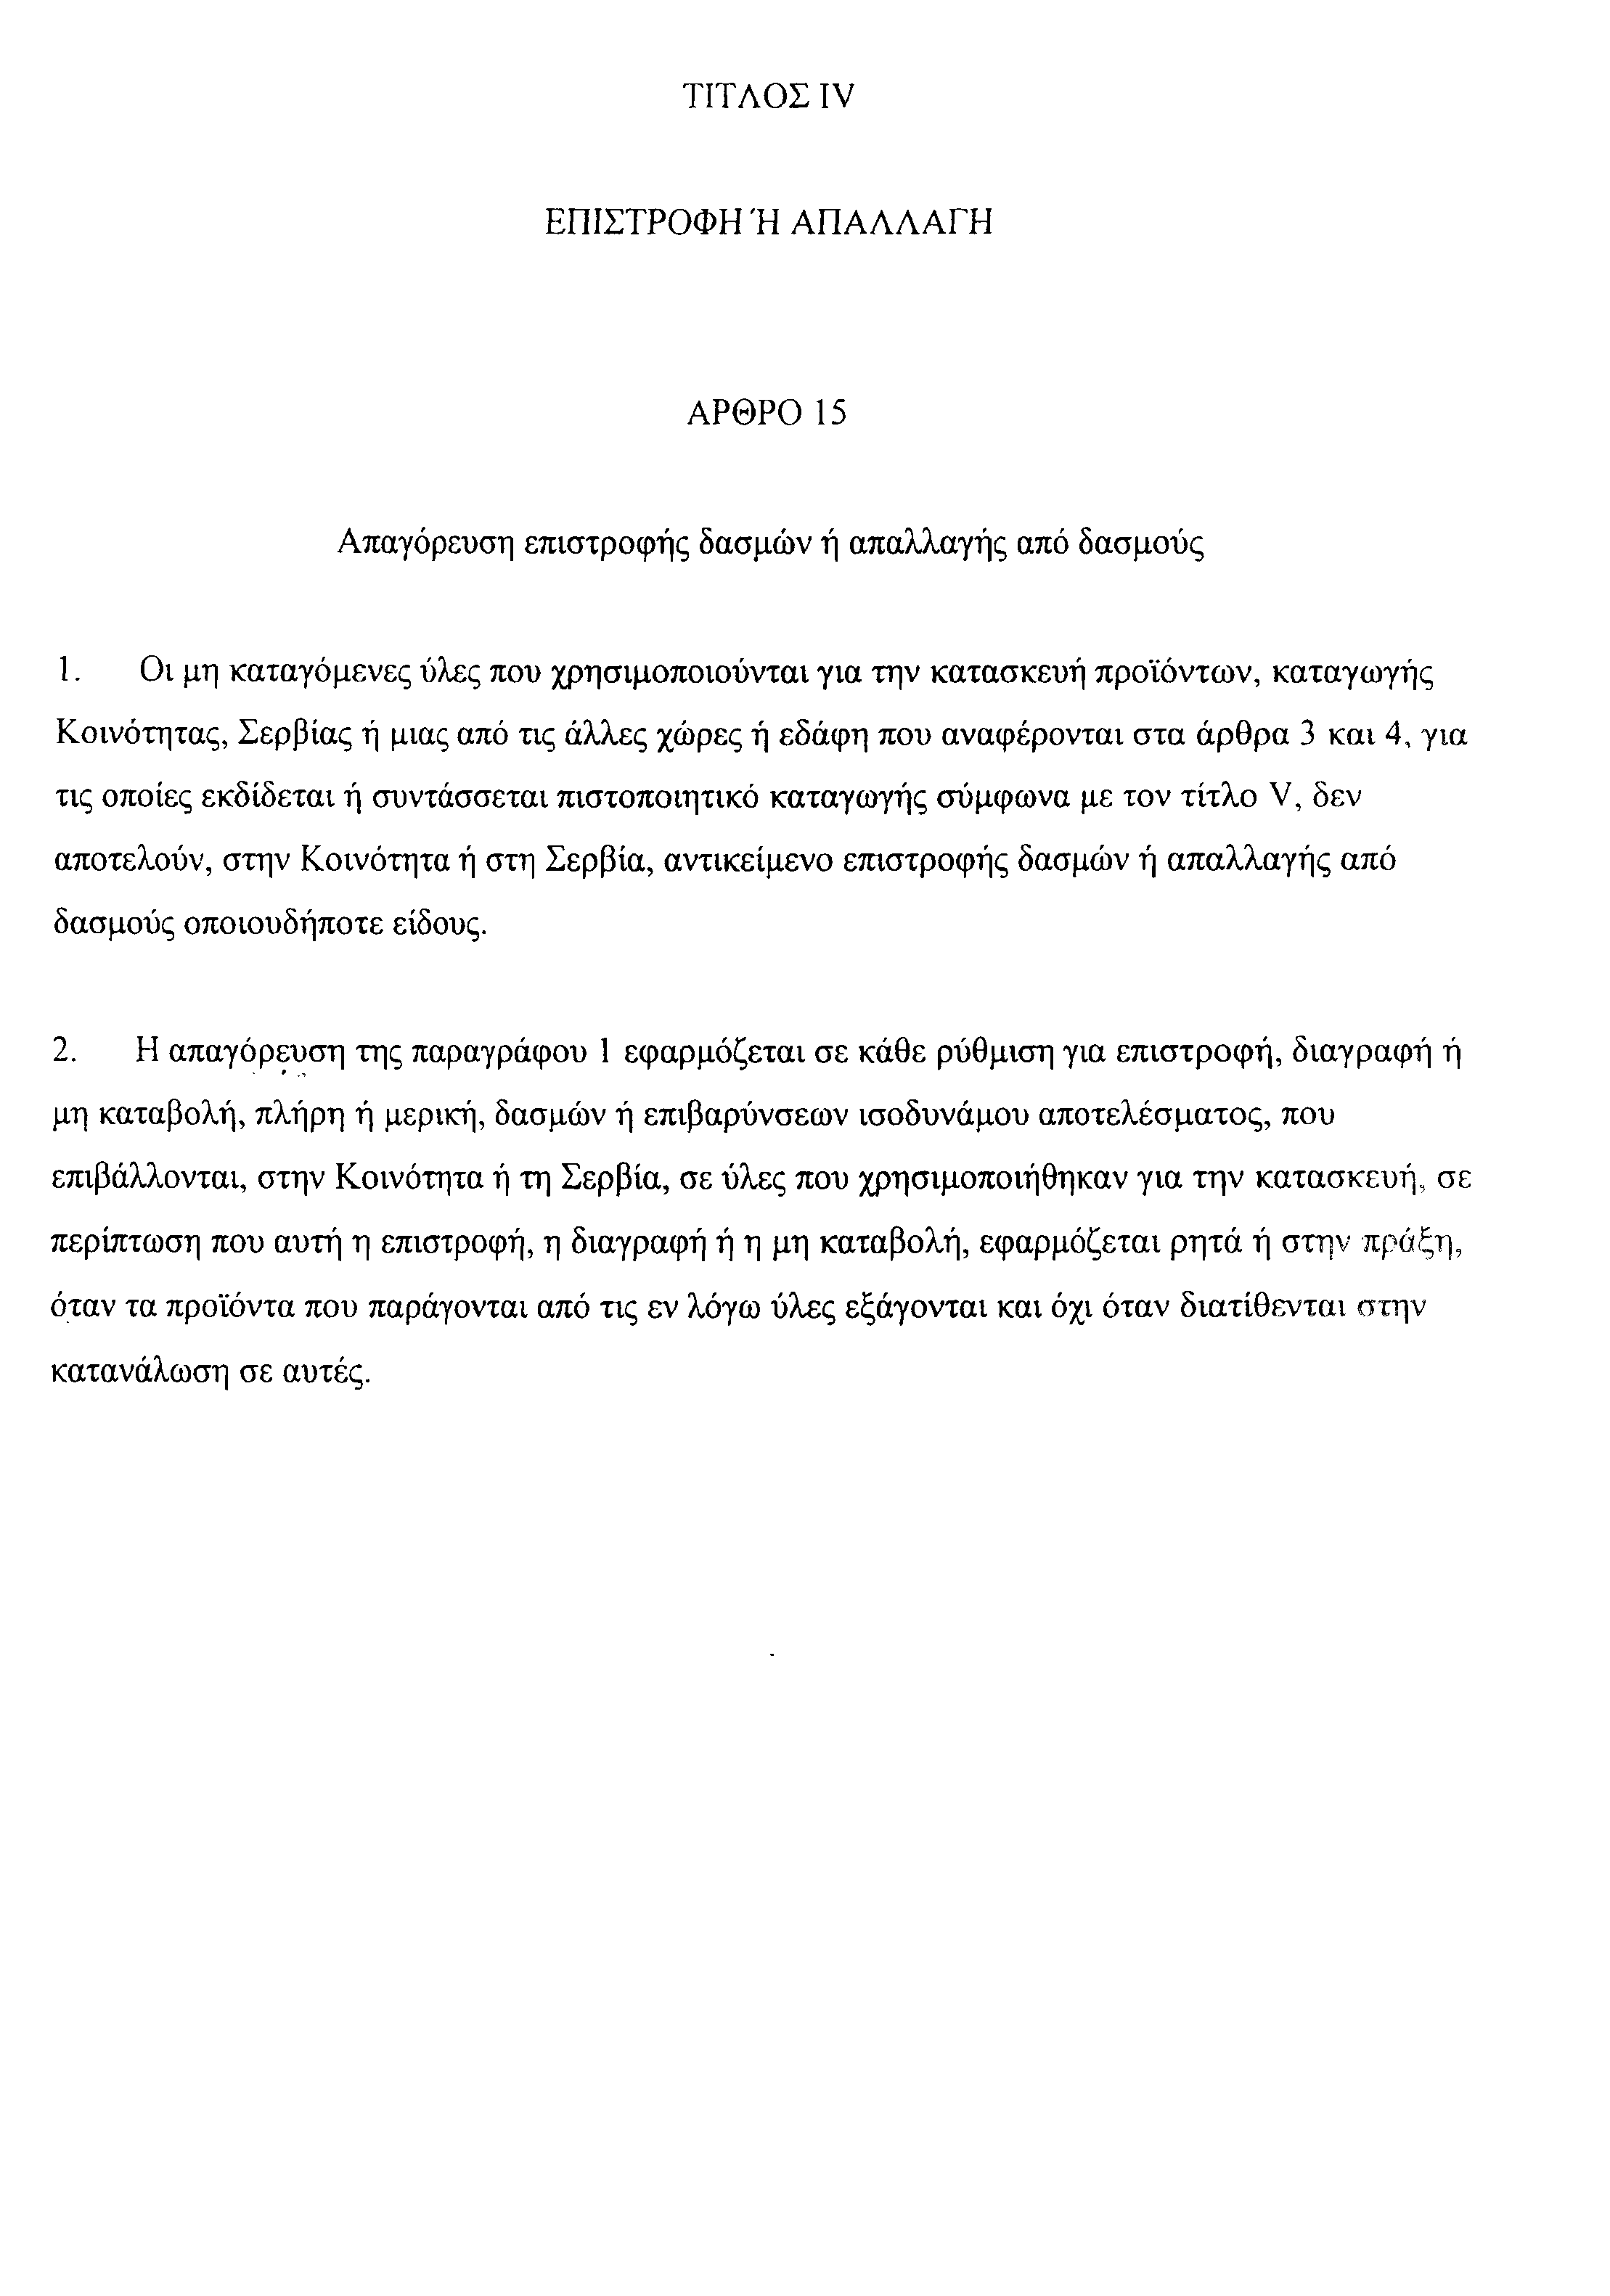 ΤΙΤΛΟΣ IV
ΕΠΙΣΤΡΟΦΗ Ή ΑΠΑΛΛΑΓΗ
ΑΡΘΡΟ 15
Απαγόρευση επιστροφής δασμών ή απαλλαγής από δασμούς
1. Οι μη καταγόμενες ύλες που χρησιμοποιούνται για την κατασκευή προϊόντων, καταγωγής
Κοινότητας, Σερβίας ή μιας από τις άλλες χώρες ή εδάφη που αναφέρονται στα άρθρα 3 και 4, για
τις οποίες εκδίδεται ή συντάσσεται πιστοποιητικό καταγωγής σύμφωνα με τον τίτλο V, δεν
αποτελούν, στην Κοινότητα ή στη Σερβία, αντικείμενο επιστροφής δασμών ή απαλλαγής από
δασμούς οποιουδήποτε είδους.
2. Η απαγόρευση της παραγράφου 1 εφαρμόζεται σε κάθε ρύθμιση για επιστροφή, διαγραφή ή
μη καταβολή, πλήρη ή μερική, δασμών ή επιβαρύνσεων ισοδυνάμου αποτελέσματος, που
επιβάλλονται, στην Κοινότητα ή τη Σερβία, σε ύλες που χρησιμοποιήθηκαν για την κατασκευή, σε
περίπτωση που αυτή η επιστροφή, η διαγραφή ή η μη καταβολή, εφαρμόζεται ρητά ή στην πράξη,
όταν τα προϊόντα που παράγονται από τις εν λόγω ύλες εξάγονται και όχι όταν διατίθενται στην
κατανάλωση σε αυτές.